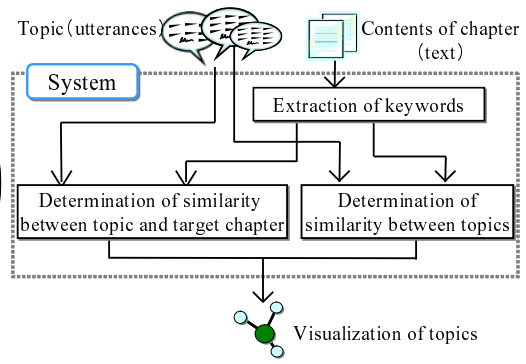 Topic（utterances）
Contents of chapter
（text）
System
Extraction of keywords
Determination of similarity
between topic and target chapter
Determination of
similarity between topics
Visualization of topics